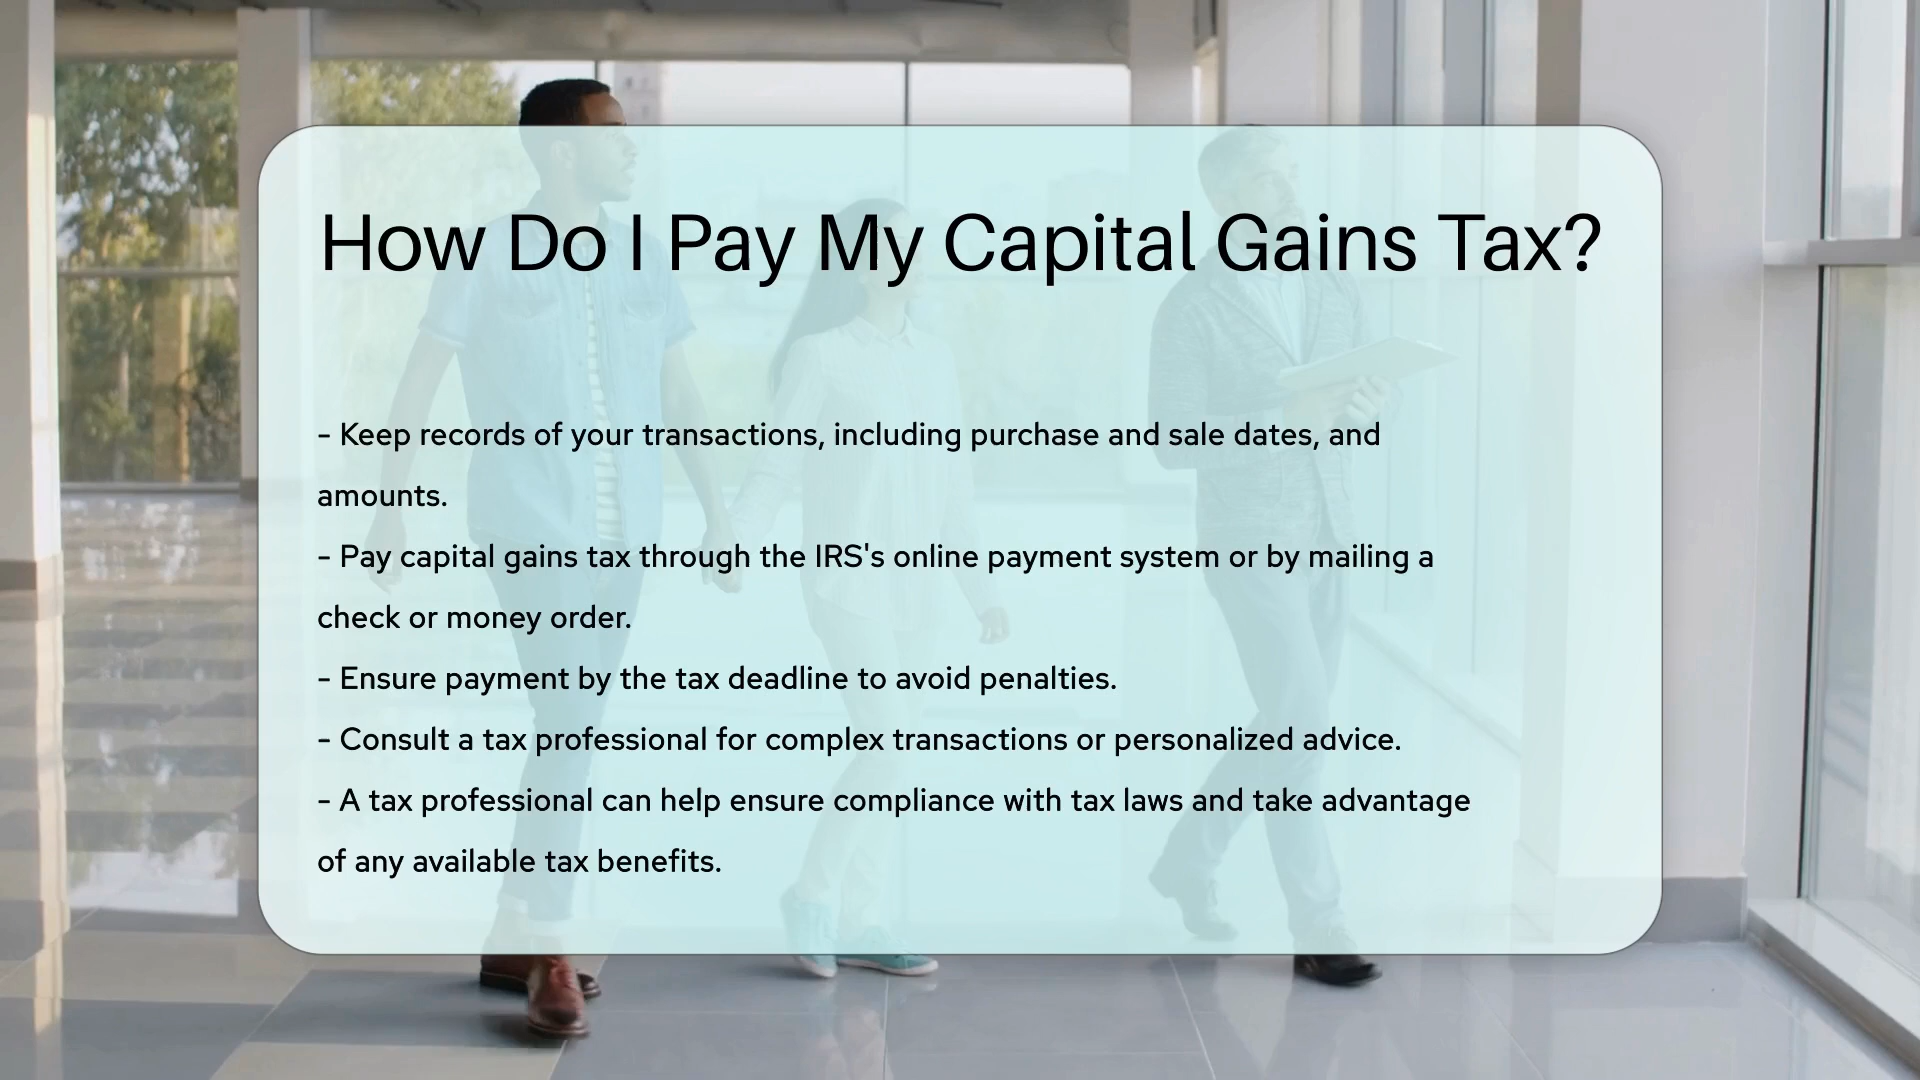 How Do I Pay My Capital Gains Tax?
- Keep records of your transactions, including purchase and sale dates, and
amounts.
- Pay capital gains tax through the IRS's online payment system or by mailing a
check or money order.
- Ensure payment by the tax deadline to avoid penalties.
- Consult a tax professional for complex transactions or personalized advice.
- A tax professional can help ensure compliance with tax laws and take advantage
of any available tax benefits.